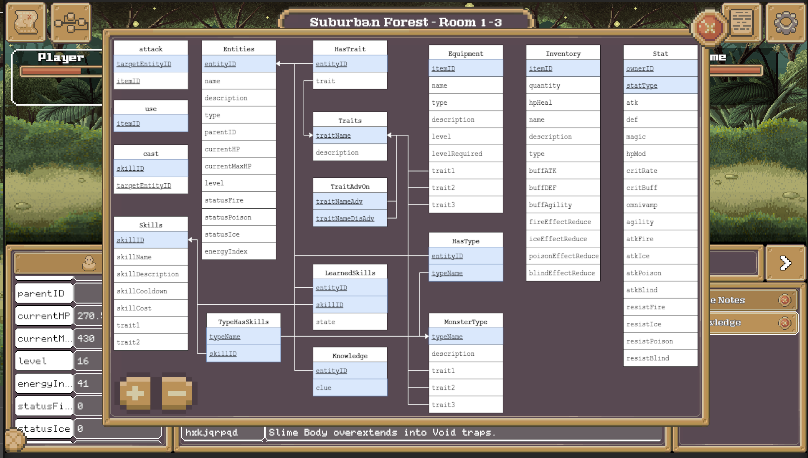 Suburban Forest - Room 1-3
Player
me
attack
targetEntityID
itemID
use
itemID
cast
skillID
targetEntityID
Skills
skillID
skillName
skillDescription
skillCooldown
skillCost
trait1
trait2
Entities
entityID
name
description
type
parentID
currentHP
currentMaxHP
level
statusFire
statusPoison
statusIce
energyIndex
TypeHasSkills
typeName
skillID
HasTrait
entityID
trait
Traits
traitName
description
TraitAdvOn
traitNameAdv
traitNameDisAdv
LearnedSkills
entityID
skillID
state
Knowledge
entityID
clue
Equipment
itemID
name
type
description
level
levelRequired
trait1
trait2
trait3
HasType
entityID
typeName
MonsterType
typeName
description
trait1
trait2
trait3
Inventory
itemID
quantity
hpHeal
name
description
type
buffATK
buffDEF
buffAgility
fireEffectReduce
iceEffectReduce
poisonEffectReduce
blindEffectReduce
Stat
ownerID
statType
atk
def
magic
hpMod
critRate
critBuff
omnivamp
agility
atkFire
atkIce
atkPoison
atkBlind
resistFire
resistIce
resistPoison
resistBlind
parentID
currentHP 270.
currentM... 430
level 16
energyIn... 41
statusFi... 0
statusIce 0
e Notes
ledge
hxkjqrpqd Slime Body overextends into Void traps.